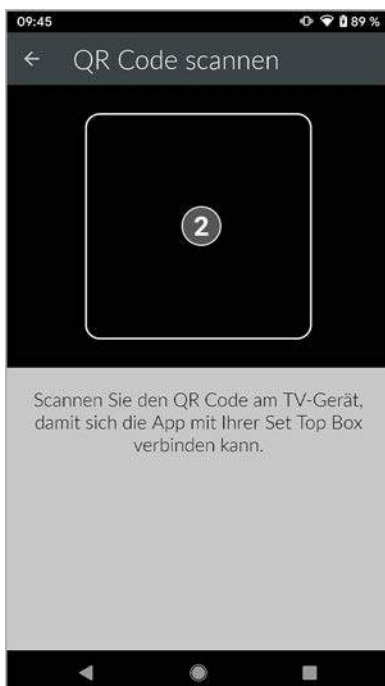 09:45 89 %
QR Code scannen
2
Scannen Sie den QR Code am TV-Gerät,
damit sich die App mit Ihrer Set Top Box
verbinden kann.